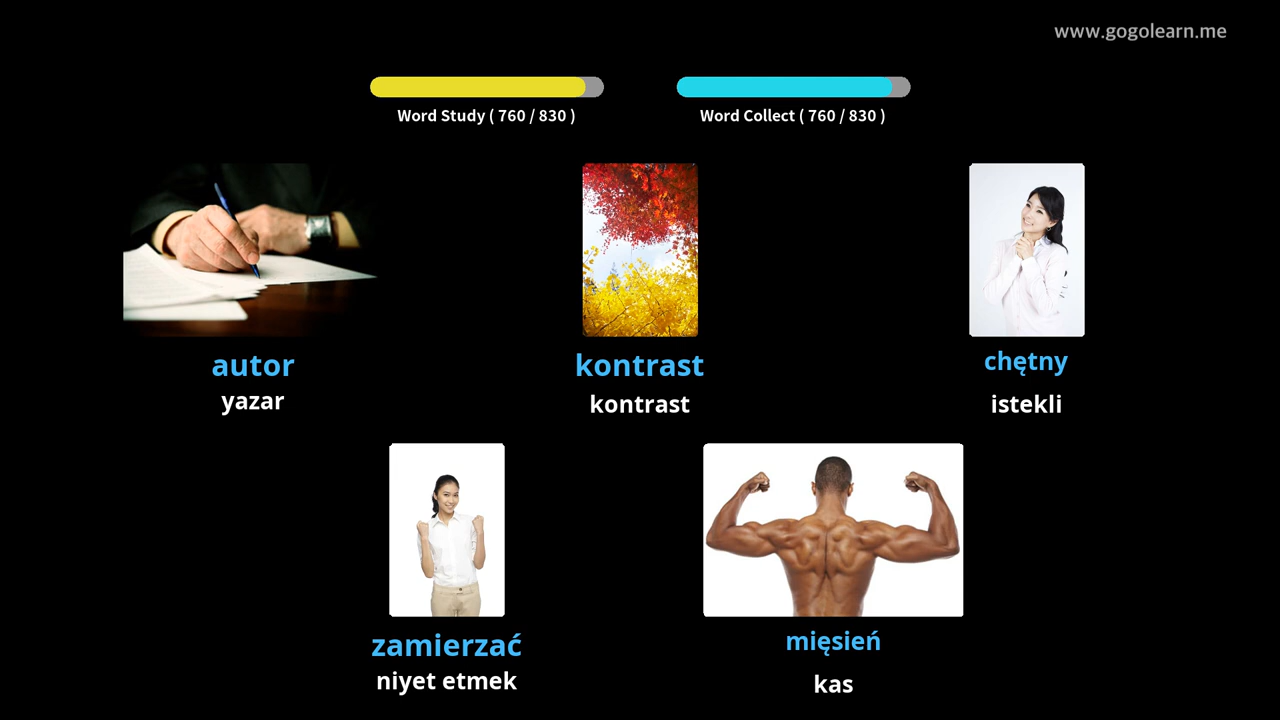 www.gogolearn.me
Word Study ( 760 / 830 )
Word Collect ( 760 / 830 )
autor
yazar
kontrast
kontrast
chętny
istekli
zamierzać
niyet etmek
mięsień
kas